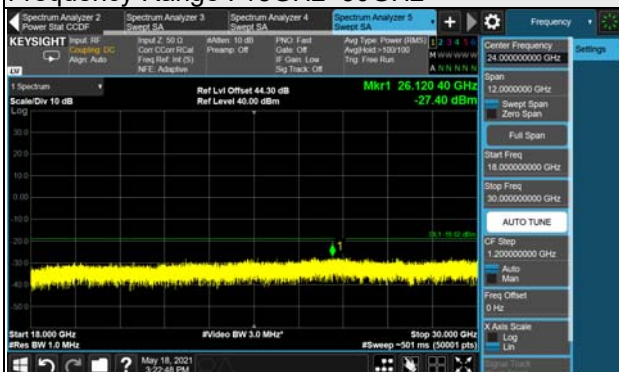 Frequency Range : 18GHz~30GHz
Spectrum Analyzer 2
Power Stat CCDF
Spectrum Analyzer 3
Swept SA
Spectrum Analyzer 4
Swept SA
Spectrum Analyzer 5
Swept SA
Frequency
KEYSIGHT
Input: RF
Coupling: DC
Align: Auto
Input Z: 50 Ω
Corr CCorr RCal
Freq Ref: Int (S)
NFE: Adaptive
#Atten: 10 dB
Preamp: Off
PNO: Fast
Gate: Off
IF Gain: Low
Sig Track: Off
Avg Type: Power (RMS)
Avg|Hold:>100/100
Trig: Free Run
1 2 3 4 5 6
M W W W W W
A N N N N N
LXI
1 Spectrum
Scale/Div 10 dB
Log
Ref Lvl Offset 44.30 dB
Ref Level 40.00 dBm
Mkr1 26.120 40 GHz
-27.40 dBm
30.0
20.0
10.0
0.00
-10.0
-20.0
-30.0
-40.0
-50.0
1
Start 18.000 GHz
#Res BW 1.0 MHz
#Video BW 3.0 MHz*
Stop 30.000 GHz
#Sweep ~501 ms (50001 pts)
May 18, 2021
3:22:48 PM
Center Frequency
24.000000000 GHz
Settings
Span
12.0000000 GHz
Swept Span
Zero Span
Full Span
Start Freq
18.000000000 GHz
Stop Freq
30.000000000 GHz
AUTO TUNE
CF Step
1.200000000 GHz
Auto
Man
Freq Offset
0 Hz
X Axis Scale
Log
Lin
Signal Track